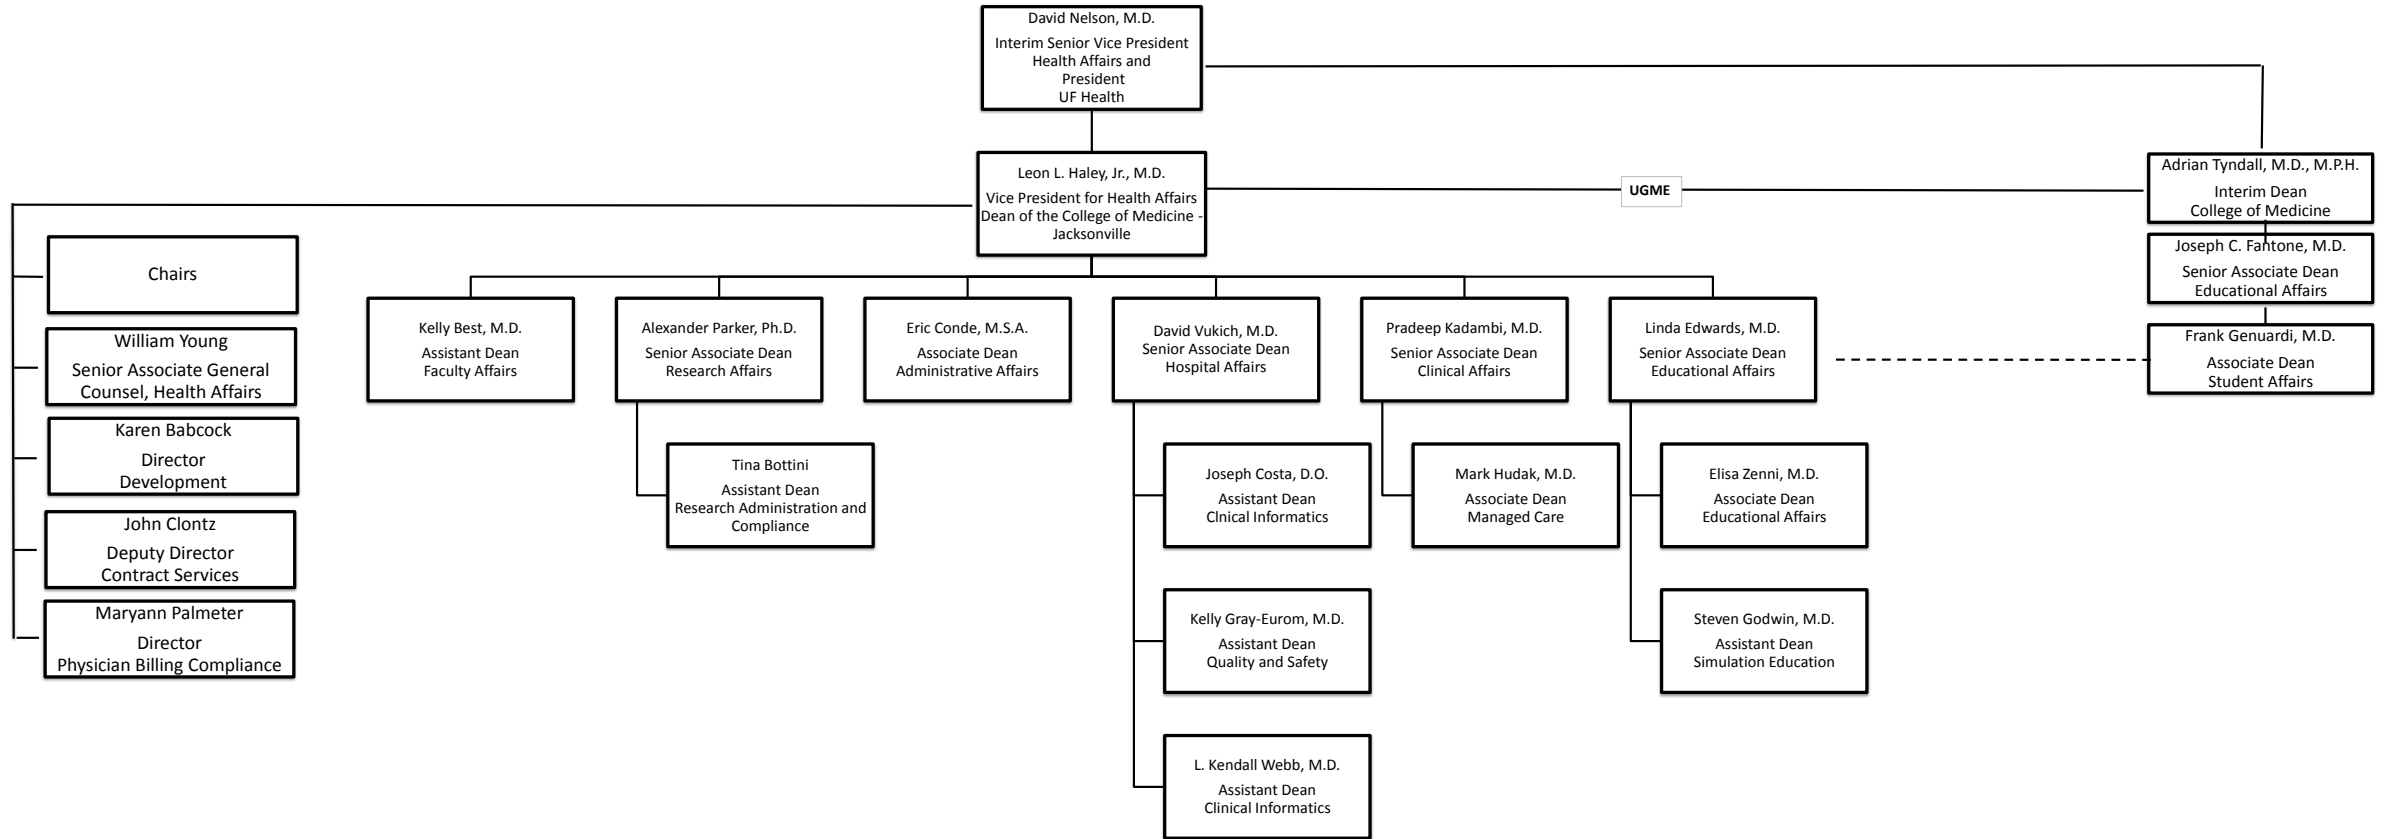 David Nelson, M.D.
Interim Senior Vice President
Health Affairs and
President
UF Health
Leon L. Haley, Jr., M.D.
Vice President for Health Affairs
Dean of the College of Medicine -
Jacksonville
UGME
Adrian Tyndall, M.D., M.P.H.
Interim Dean
College of Medicine
Joseph C. Fantone, M.D.
Senior Associate Dean
Educational Affairs
Frank Genuardi, M.D.
Associate Dean
Student Affairs
Chairs
William Young
Senior Associate General
Counsel, Health Affairs
Karen Babcock
Director
Development
John Clontz
Deputy Director
Contract Services
Maryann Palmeter
Director
Physician Billing Compliance
Kelly Best, M.D.
Assistant Dean
Faculty Affairs
Alexander Parker, Ph.D.
Senior Associate Dean
Research Affairs
Eric Conde, M.S.A.
Associate Dean
Administrative Affairs
David Vukich, M.D.
Senior Associate Dean
Hospital Affairs
Pradeep Kadambi, M.D.
Senior Associate Dean
Clinical Affairs
Linda Edwards, M.D.
Senior Associate Dean
Educational Affairs
Tina Bottini
Assistant Dean
Research Administration and
Compliance
Joseph Costa, D.O.
Assistant Dean
Clnical Informatics
Mark Hudak, M.D.
Associate Dean
Managed Care
Elisa Zenni, M.D.
Associate Dean
Educational Affairs
Kelly Gray-Eurom, M.D.
Assistant Dean
Quality and Safety
Steven Godwin, M.D.
Assistant Dean
Simulation Education
L. Kendall Webb, M.D.
Assistant Dean
Clinical Informatics